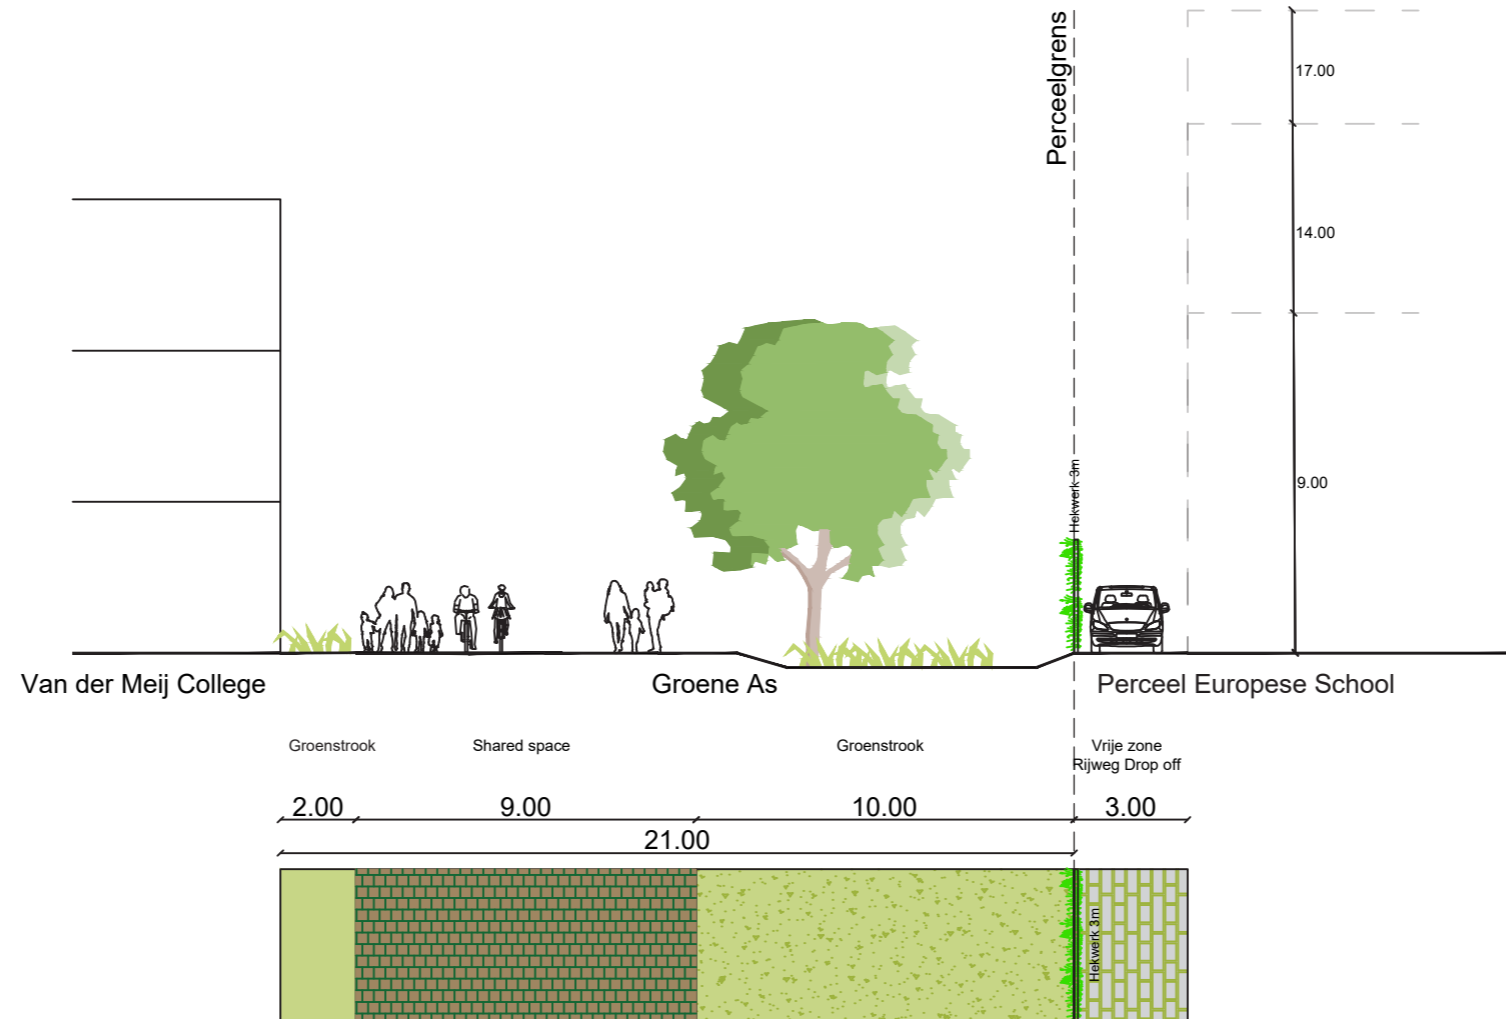 Perceelgrens
17.00
14.00
Hekwerk 3m
9.00
Van der Meij College
Groene As
Perceel Europese School
Groenstrook
Shared space
Groenstrook
Vrije zone
Rijweg Drop off
2.00
9.00
10.00
3.00
21.00
Hekwerk 3m